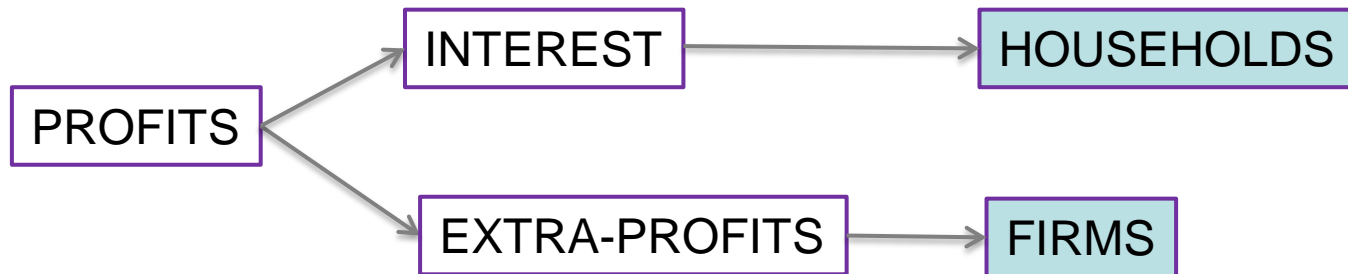 INTEREST
HOUSEHOLDS
PROFITS
EXTRA-PROFITS
FIRMS